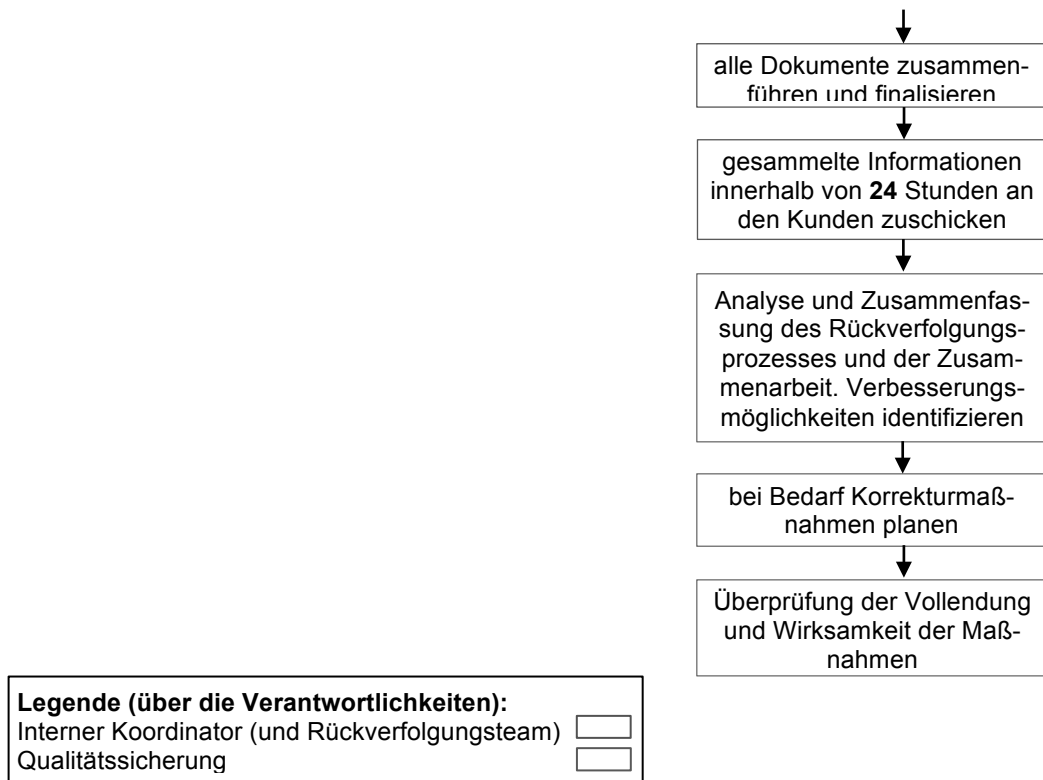 alle Dokumente zusammen-
führen und finalisieren
gesammelte Informationen
innerhalb von 24 Stunden an
den Kunden zuschicken
Analyse und Zusammenfas-
sung des Rückverfolgungs-
prozesses und der Zusam-
menarbeit. Verbesserungs-
möglichkeiten identifizieren
bei Bedarf Korrekturmaß-
nahmen planen
Überprüfung der Vollendung
und Wirksamkeit der Maß-
nahmen
Legende (über die Verantwortlichkeiten):
Interner Koordinator (und Rückverfolgungsteam)
Qualitätssicherung